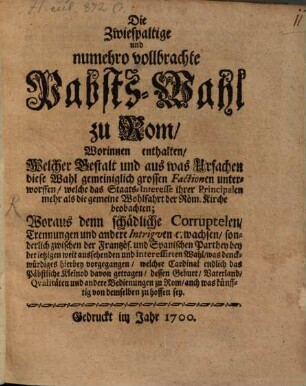 H. eccl. 872
Die
Zwiespaltige
und
numehro vollbrachte
Pabsts-Wahl
zu Rom/
Worinnen enthalten/
Welcher Gestalt und aus was Ursachen
diese Wahl gemeiniglich grossen Factionen unter-
worffen/ welche das Staats-Interesse ihrer Principalen
mehr als die gemeine Wohlfahrt der Röm. Kirche
beobachten;
Woraus denn schädliche Corruptelen/
Trennungen und andere Intriguen erwachsen/ son-
derlich zwischen der Frantzös. und Spanischen Parthey bey
der ietzigen weit aussehenden und interessirten Wahl/ was denck-
würdiges hierbey vorgegangen/ welcher Cardinal endlich das
Päbstliche Kleinod davon getragen/ dessen Geburt/ Vaterland/
Qvalitäten und andere Bedienungen zu Rom/ auch was künff-
tig von demselben zu hoffen sey.
Gedruckt im Jahr 1700.